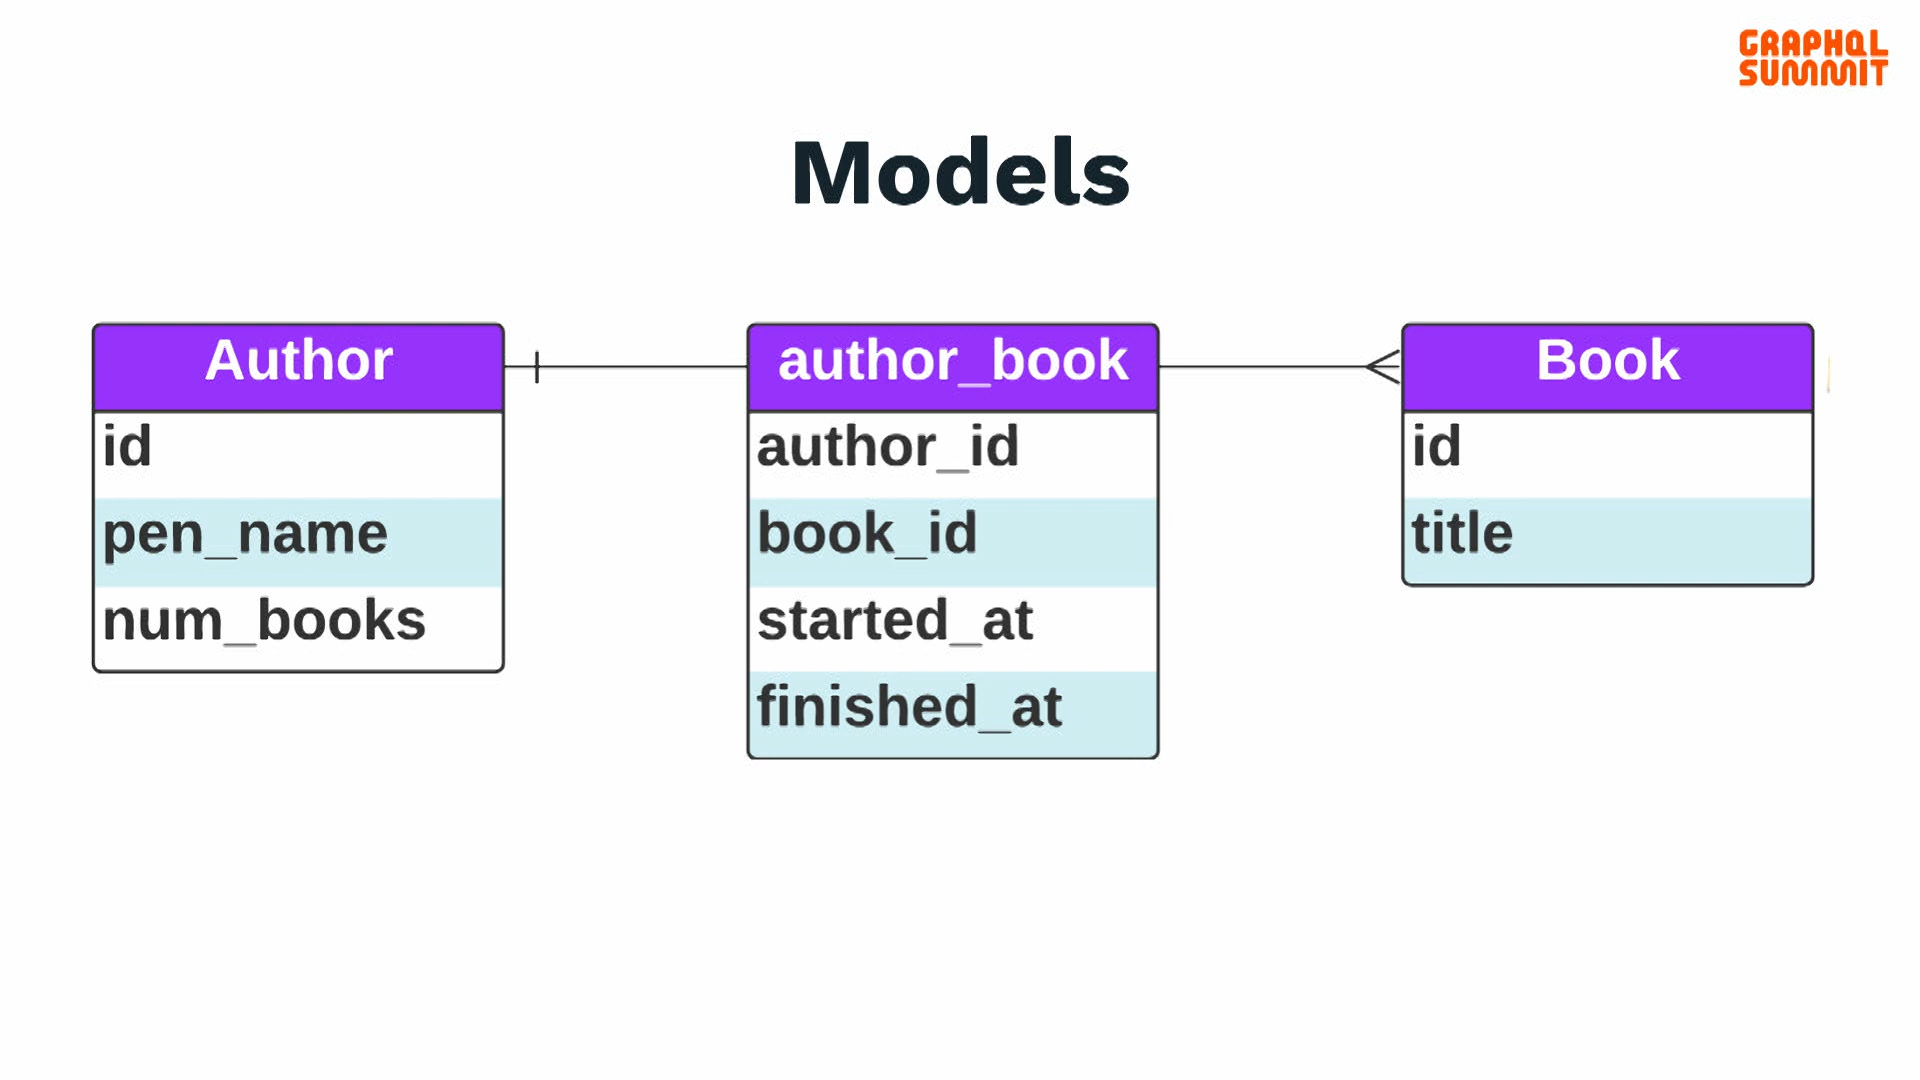 GRAPHQL
SUMMIT
Models
Author
id
pen_name
num_books
author_book
author_id
book_id
started_at
finished_at
Book
id
title